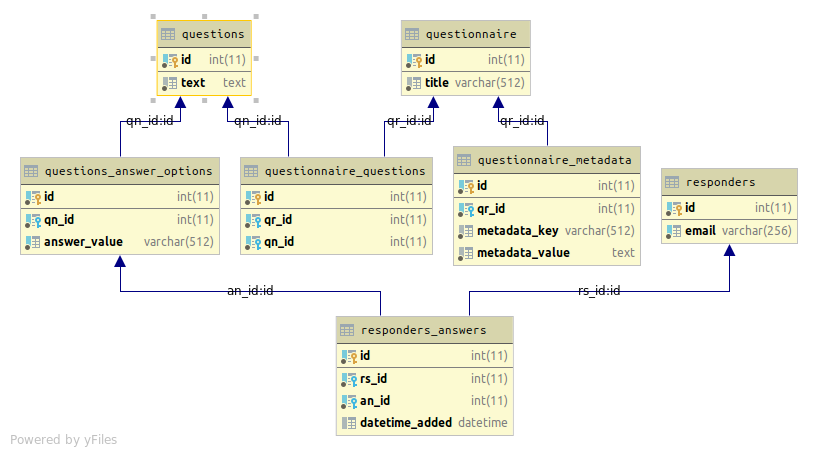 questions
id int(11)
text text
questionnaire
id int(11)
title varchar(512)
qn_id:id
qn_id:id
qr_id:id
qr_id:id
questions_answer_options
id int(11)
qn_id int(11)
answer_value varchar(512)
questionnaire_questions
id int(11)
qr_id int(11)
qn_id int(11)
questionnaire_metadata
id int(11)
qr_id int(11)
metadata_key varchar(512)
metadata_value text
responders
id int(11)
email varchar(256)
an_id:id
rs_id:id
responders_answers
id int(11)
rs_id int(11)
an_id int(11)
datetime_added datetime
Powered by yFiles